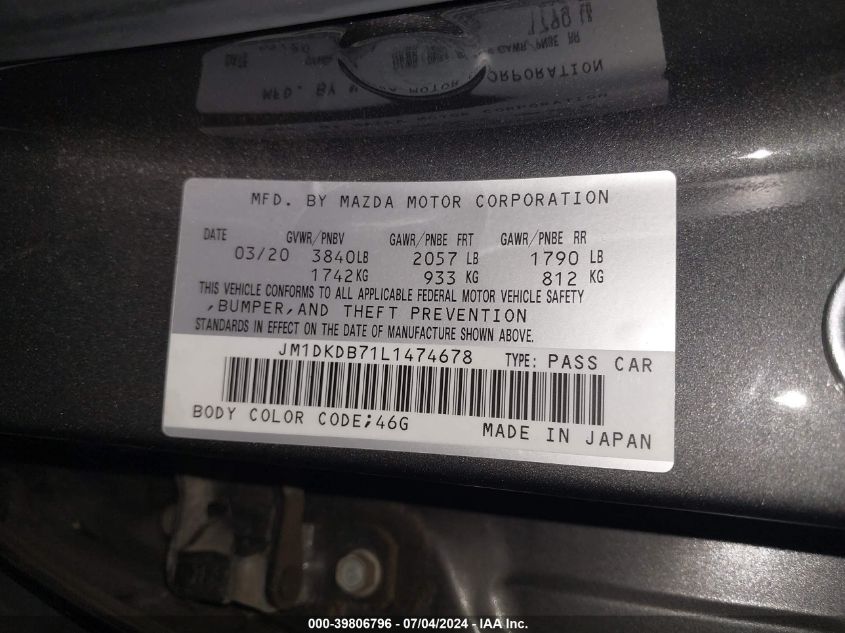 MFD. BY MAZDA MOTOR CORPORATION
DATE GVWR/PNBV GAWR/PNBE FRT GAWR/PNBE RR
03/20 3840LB 2057 LB 1790 LB
1742KG 933 KG 812 KG
THIS VEHICLE CONFORMS TO ALL APPLICABLE FEDERAL MOTOR VEHICLE SAFETY
,BUMPER,AND THEFT PREVENTION
STANDARDS IN EFFECT ON THE DATE OF MANUFACTURE SHOWN ABOVE.
JM1DKDB71L1474678 TYPE: PASS CAR
BODY COLOR CODE;46G
MADE IN JAPAN
000-39806796 - 07/04/2024 - IAA Inc.